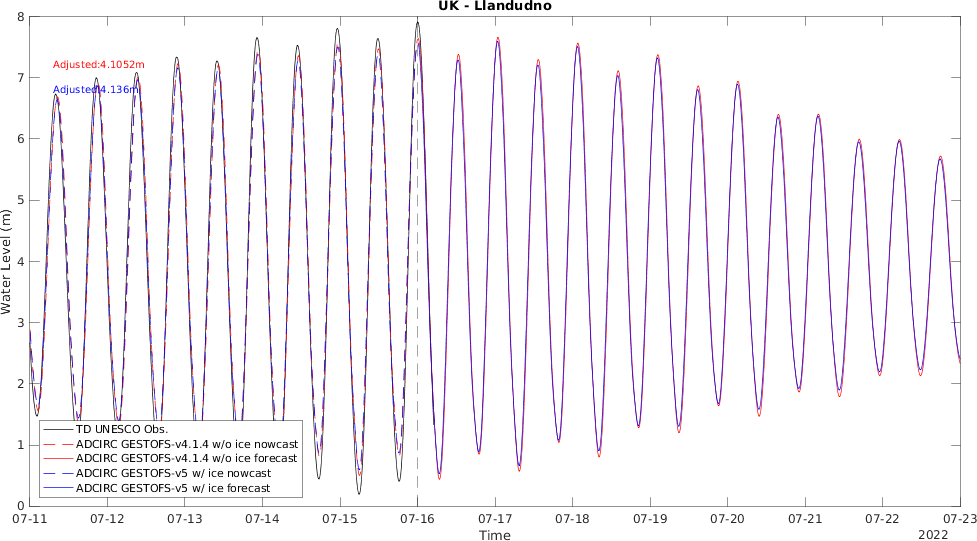 UK - Llandudno
8
7
6
5
4
3
2
1
0
Water Level (m)
Adjusted:4.1052m
Adjusted:4.136m
TD UNESCO Obs.
ADCIRC GESTOFS-v4.1.4 w/o ice nowcast
ADCIRC GESTOFS-v4.1.4 w/o ice forecast
ADCIRC GESTOFS-v5 w/ ice nowcast
ADCIRC GESTOFS-v5 w/ ice forecast
07-11 07-12 07-13 07-14 07-15 07-16 07-17 07-18 07-19 07-20 07-21 07-22 07-23
Time
2022